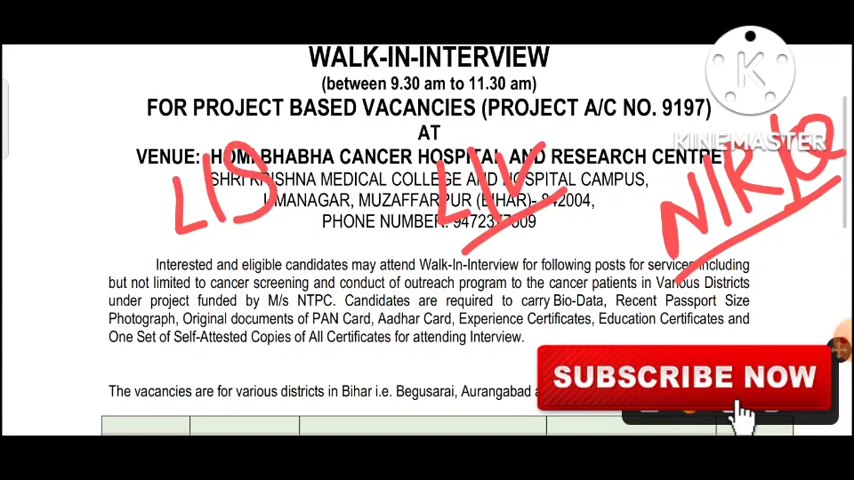 WALK-IN-INTERVIEW
(between 9.30 am to 11.30 am)
FOR PROJECT BASED VACANCIES (PROJECT A/C NO. 9197)
AT
VENUE: HOMI BHABHA CANCER HOSPITAL AND RESEARCH CENTRE
SHRI KRISHNA MEDICAL COLLEGE AND HOSPITAL CAMPUS,
UMANAGAR, MUZAFFARPUR (BIHAR)-
PHONE NUMBER:
K
KINEMASTER
LIS
LIV
NIR/Q
Interested and eligible candidates may attend Walk-In-Interview for following posts for services including
but not limited to cancer screening and conduct of outreach program to the cancer patients in Various Districts
under project funded by M/s NTPC. Candidates are required to carry Bio-Data, Recent Passport Size
Photograph, Original documents of PAN Card, Aadhar Card, Experience Certificates, Education Certificates and
One Set of Self-Attested Copies of All Certificates for attending Interview.
The vacancies are for various districts in Bihar i.e. Begusarai, Aurangabad
SUBSCRIBE NOW